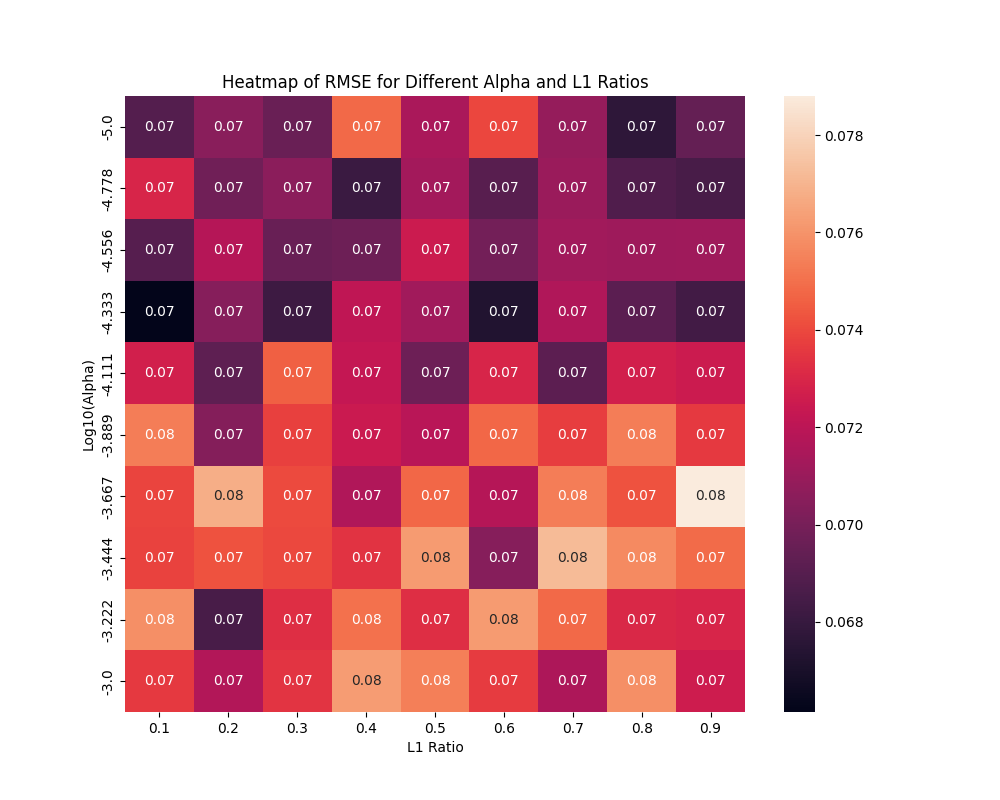 Heatmap of RMSE for Different Alpha and L1 Ratios
-5.0 0.07 0.07 0.07 0.07 0.07 0.07 0.07 0.07 0.07
-4.778 0.07 0.07 0.07 0.07 0.07 0.07 0.07 0.07 0.07
-4.556 0.07 0.07 0.07 0.07 0.07 0.07 0.07 0.07 0.07
-4.333 0.07 0.07 0.07 0.07 0.07 0.07 0.07 0.07 0.07
-4.111 0.07 0.07 0.07 0.07 0.07 0.07 0.07 0.07 0.07
-3.889 0.08 0.07 0.07 0.07 0.07 0.07 0.07 0.08 0.07
-3.667 0.07 0.08 0.07 0.07 0.07 0.07 0.08 0.07 0.08
-3.444 0.07 0.07 0.07 0.07 0.08 0.07 0.08 0.08 0.07
-3.222 0.08 0.07 0.07 0.08 0.07 0.08 0.07 0.07 0.07
-3.0 0.07 0.07 0.07 0.08 0.08 0.07 0.07 0.08 0.07
0.1 0.2 0.3 0.4 0.5 0.6 0.7 0.8 0.9
L1 Ratio
Log10(Alpha)
0.078
0.076
0.074
0.072
0.070
0.068